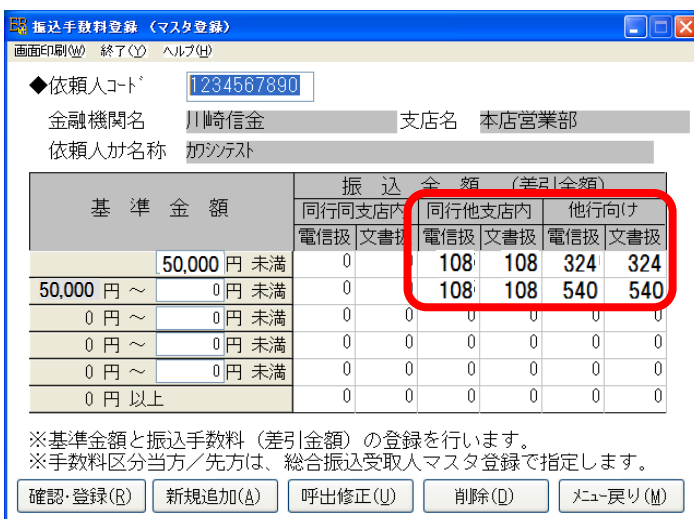 EB 振込手数料登録 （マスタ登録）
画面印刷(W) 終了(Y) ヘルプ(H)
◆依頼人ｺｰﾄﾞ 1234567890
金融機関名 川崎信金 支店名 本店営業部
依頼人ｶﾅ名称 ｶﾜｼﾝﾃｽﾄ
基 準 金 額 振 込 金 額 （差引金額）
同行同支店内 同行他支店内 他行向け
電信扱 文書扱 電信扱 文書扱 電信扱 文書扱
50,000 円 未満 0 108 108 324 324
50,000 円 ～ 0 円 未満 0 108 108 540 540
0 円 ～ 0 円 未満 0 0 0 0 0 0
0 円 ～ 0 円 未満 0 0 0 0 0 0
0 円 ～ 0 円 未満 0 0 0 0 0 0
0 円 以上 0 0 0 0 0 0
※基準金額と振込手数料（差引金額）の登録を行います。
※手数料区分当方／先方は、総合振込受取人マスタ登録で指定します。
確認･登録(R) 新規追加(A) 呼出修正(U) 削除(D) ﾒﾆｭｰ戻り(M)